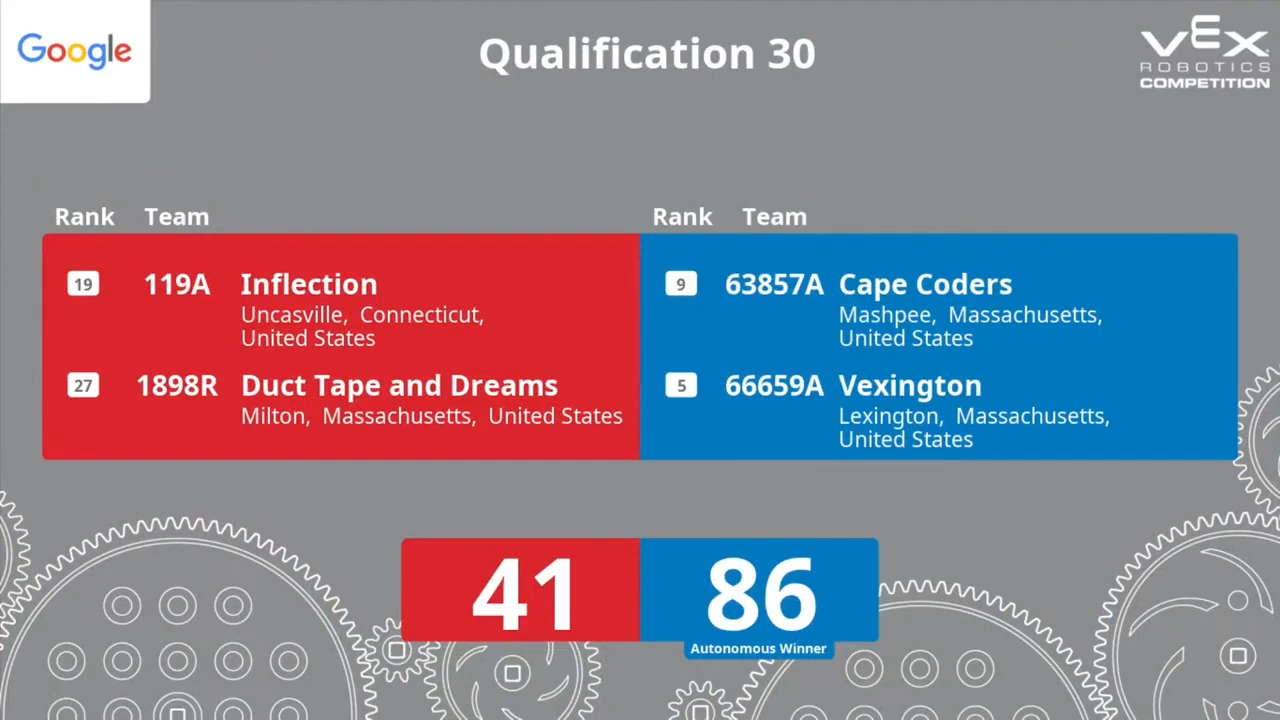 Google
Qualification 30
VEX
ROBOTICS
COMPETITION
Rank Team
Rank Team
19 119A Inflection
Uncasville, Connecticut,
United States
27 1898R Duct Tape and Dreams
Milton, Massachusetts, United States
9 63857A Cape Coders
Mashpee, Massachusetts,
United States
5 66659A Vexington
Lexington, Massachusetts,
United States
41
86
Autonomous Winner